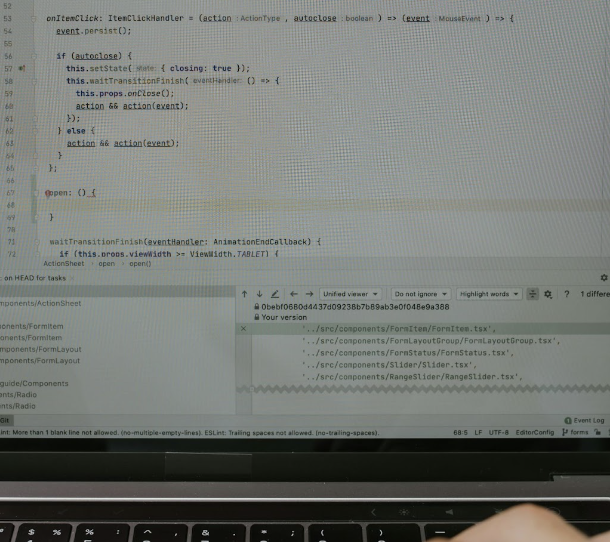 52
53 onItemClick: ItemClickHandler = (action :ActionType , autoclose :boolean ) => (event :MouseEvent ) => {
54 event.persist();
55
56 if (autoclose) {
57 this.setState( state: { closing: true });
58 this.waitTransitionFinish( eventHandler: () => {
59 this.props.onClose();
60 action && action(event);
61 });
62 } else {
63 action && action(event);
64 }
65 };
66
67 open: () {
68
69 }
70
71 waitTransitionFinish(eventHandler: AnimationEndCallback) {
72 if (this.props.viewWidth >= ViewWidth.TABLET) {
ActionSheet › open › open()
on HEAD for tasks
Unified viewer Do not ignore Highlight words ? 1 differe
mponents/ActionSheet
0bebf0680d4437d09238b7b89ab3e0f048e9a388
Your version
onents/FormItem
'../src/components/FormItem/FormItem.tsx',
onents/FormItem
'../src/components/FormLayoutGroup/FormLayoutGroup.tsx',
mponents/FormLayout
'../src/components/FormStatus/FormStatus.tsx',
mponents/FormLayout
'../src/components/Slider/Slider.tsx',
'../src/components/RangeSlider/RangeSlider.tsx',
guide/Components
ents/Radio
nts/Radio
Git
Event Log
int: More than 1 blank line not allowed. (no-multiple-empty-lines). ESLint: Trailing spaces not allowed. (no-trailing-spaces).
68:5 LF UTF-8 EditorConfig forms
$ % % : ^ , & * ; ( )